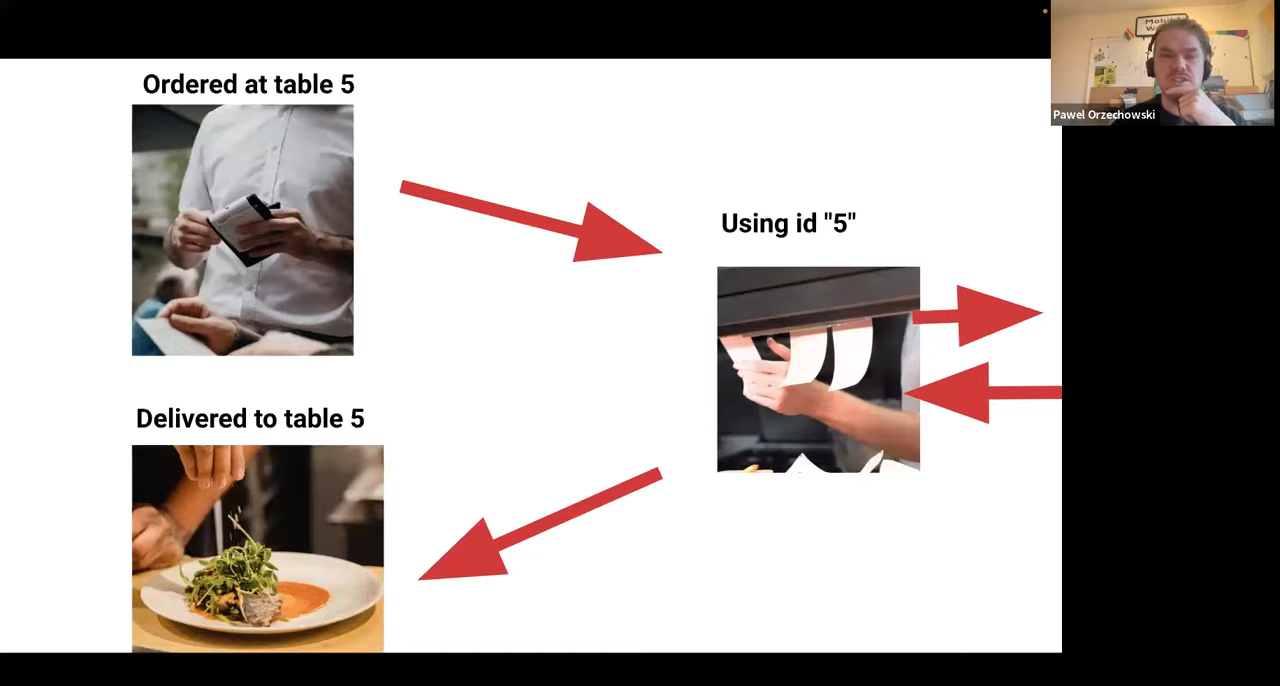 Ordered at table 5
Using id "5"
Delivered to table 5
Pawel Orzechowski